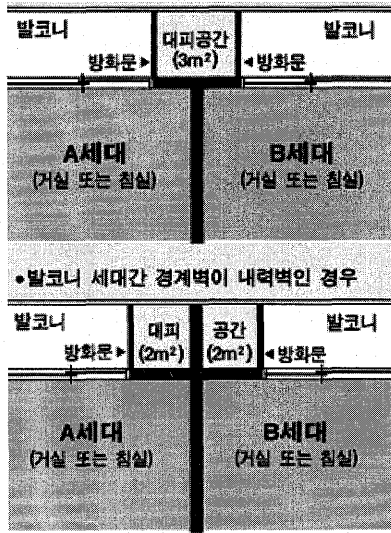 발코니 대피공간 발코니
(3m²)
방화문▶ ◀방화문
A세대 B세대
(거실 또는 침실) (거실 또는 침실)
•발코니 세대간 경계벽이 내력벽인 경우
발코니 대피 공간 발코니
방화문▶ (2m²) (2m²) ◀방화문
A세대 B세대
(거실 또는 침실) (거실 또는 침실)